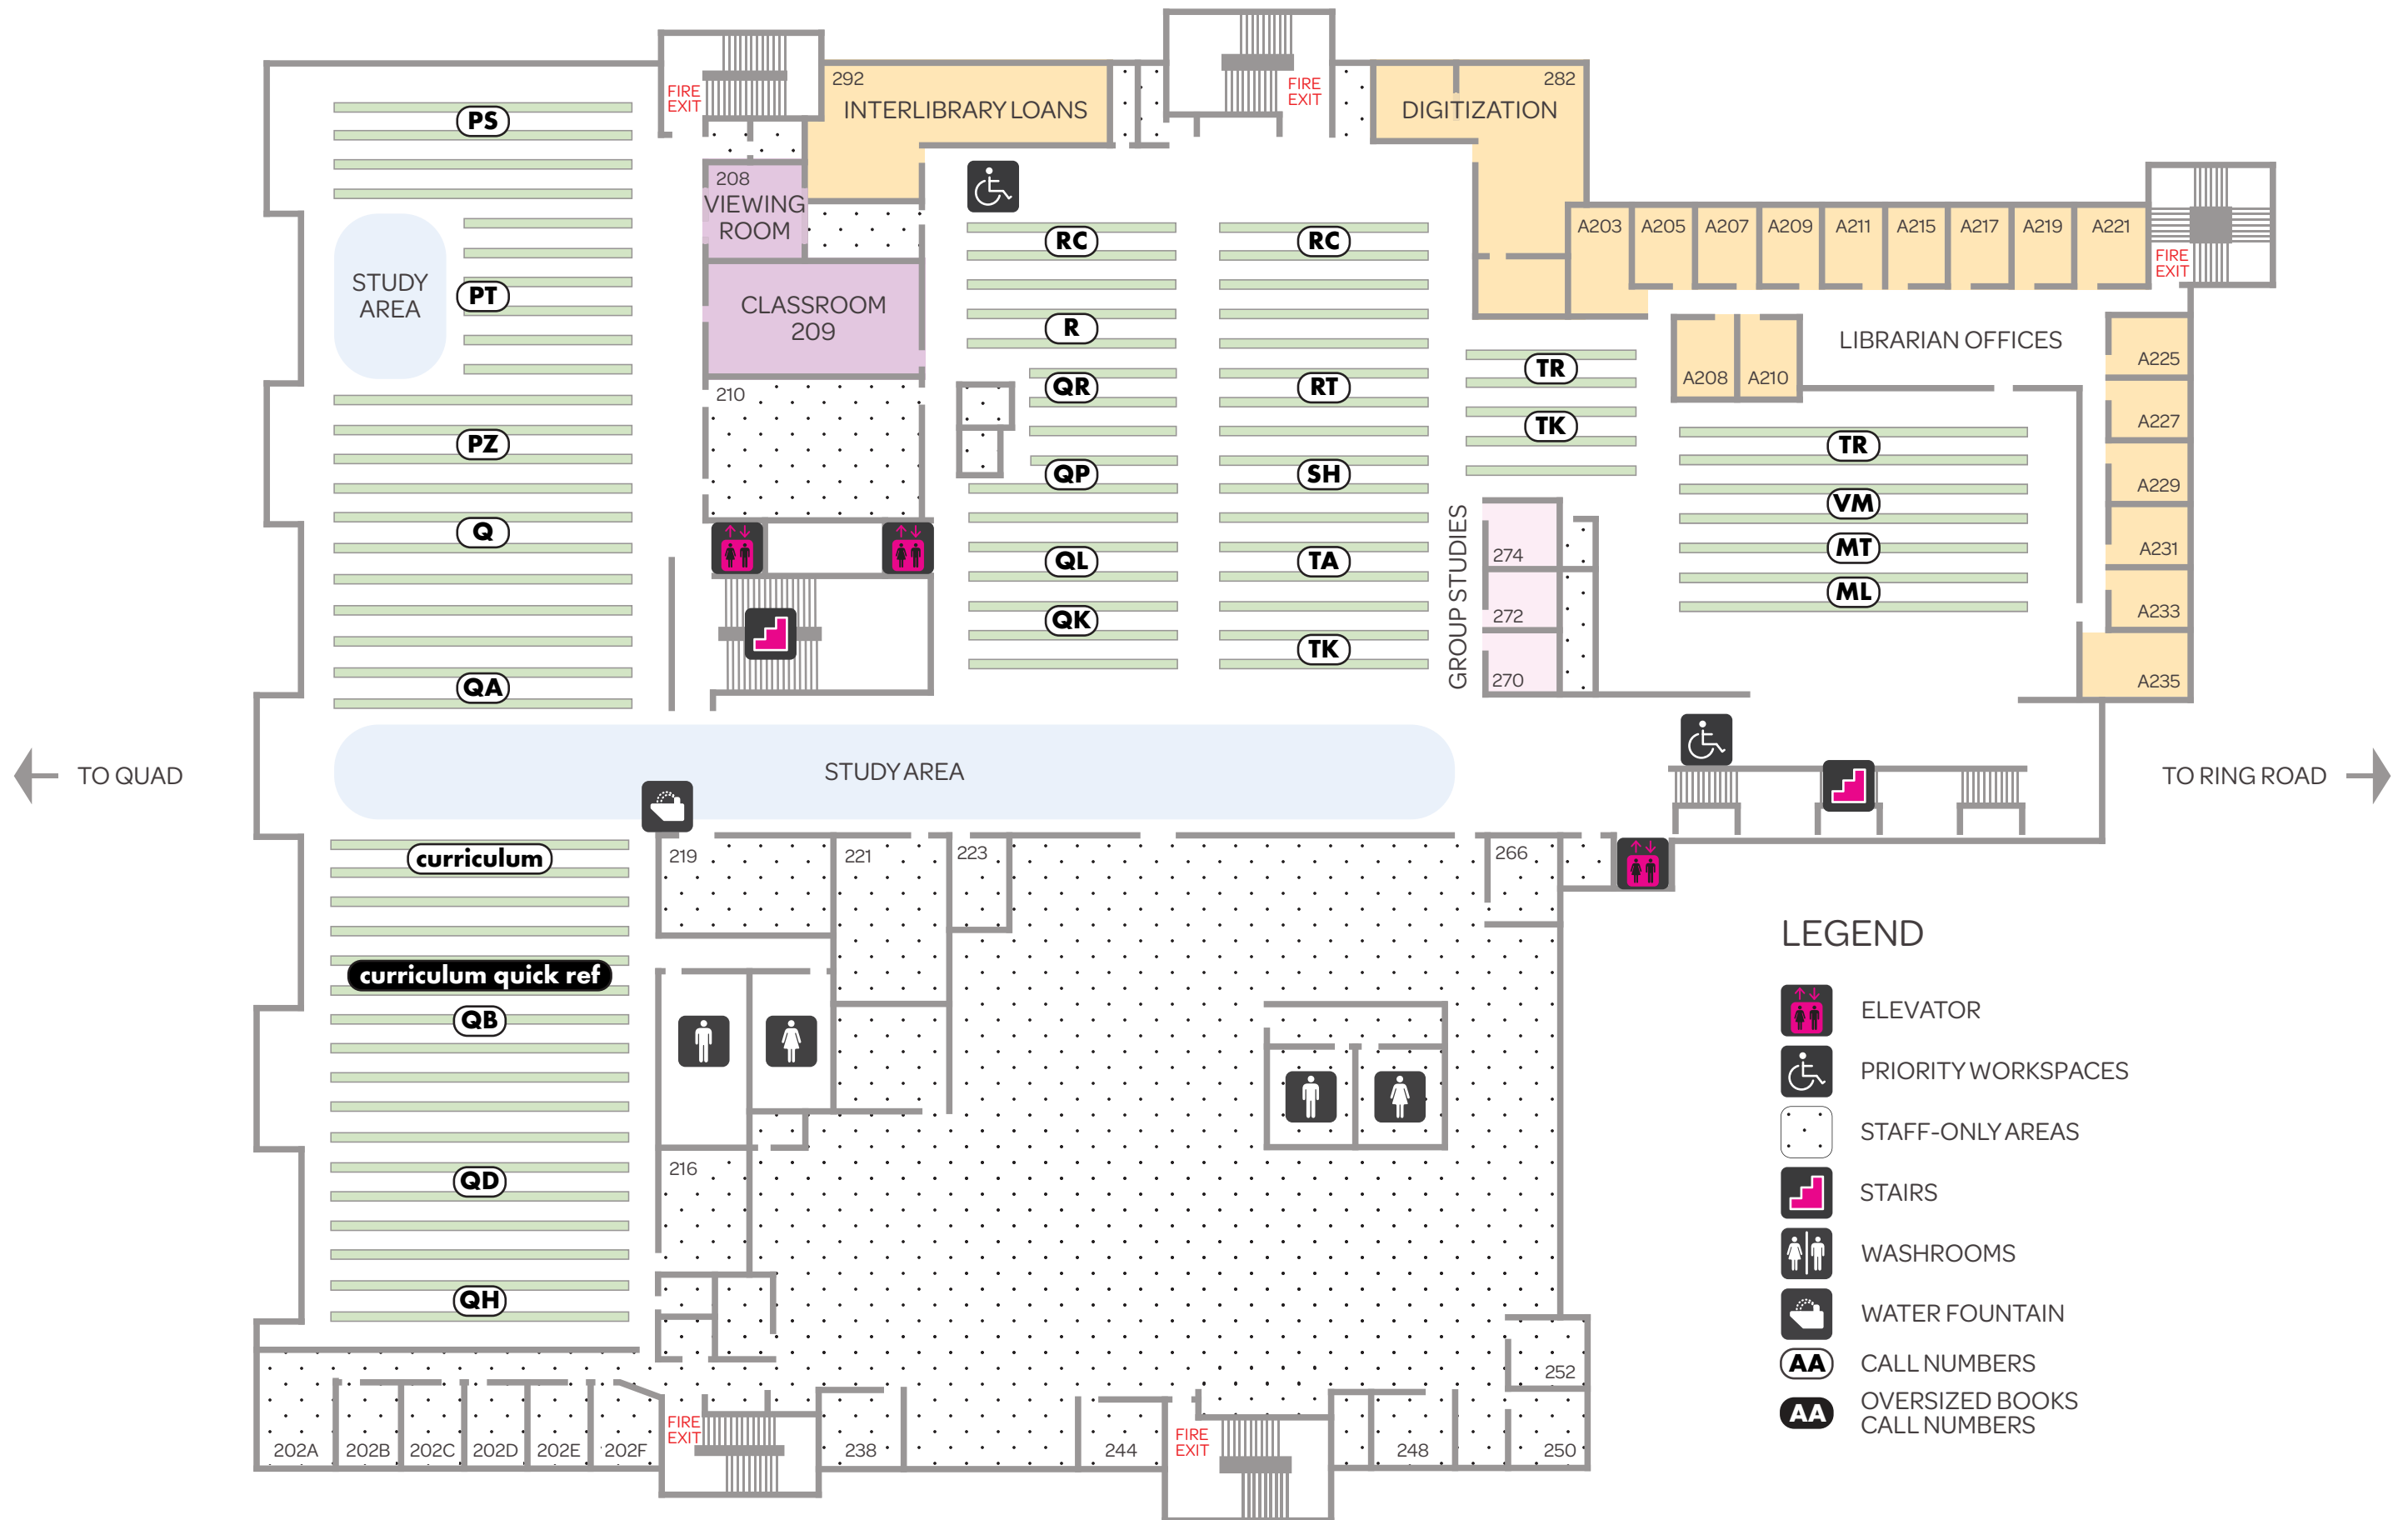 292
282
FIRE
EXIT
FIRE
EXIT
INTERLIBRARY LOANS
DIGITIZATION
PS
208
VIEWING
ROOM
A203
A205
A207
A209
A211
A215
A217
A219
A221
RC
RC
FIRE
EXIT
STUDY
AREA
PT
CLASSROOM
209
R
LIBRARIAN OFFICES
A225
TR
A208
A210
210
QR
RT
A227
TK
PZ
TR
QP
SH
A229
VM
Q
GROUP STUDIES
274
QL
TA
MT
A231
ML
272
QK
A233
TK
QA
270
A235
TO QUAD
STUDY AREA
TO RING ROAD
curriculum
219
221
223
266
LEGEND
curriculum quick ref
QB
ELEVATOR
PRIORITY WORKSPACES
STAFF-ONLY AREAS
216
QD
STAIRS
WASHROOMS
QH
WATER FOUNTAIN
AA
CALL NUMBERS
252
AA
OVERSIZED BOOKS
CALL NUMBERS
202A
202B
202C
202D
202E
202F
FIRE
EXIT
238
244
FIRE
EXIT
248
250